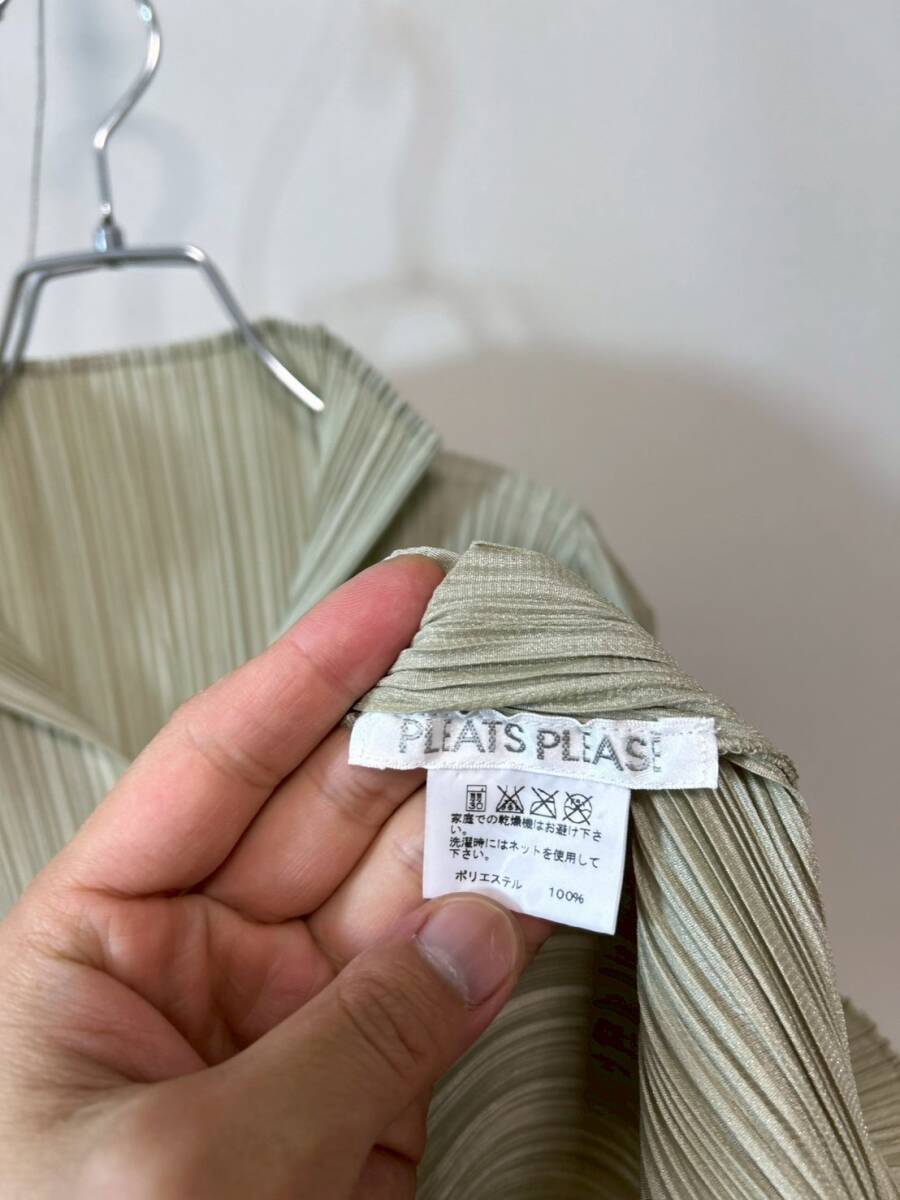 PLEATS PLEASE
30
家庭での乾燥機はお避け下さ
い。
洗濯時にはネットを使用して
下さい。
ポリエステル 100%